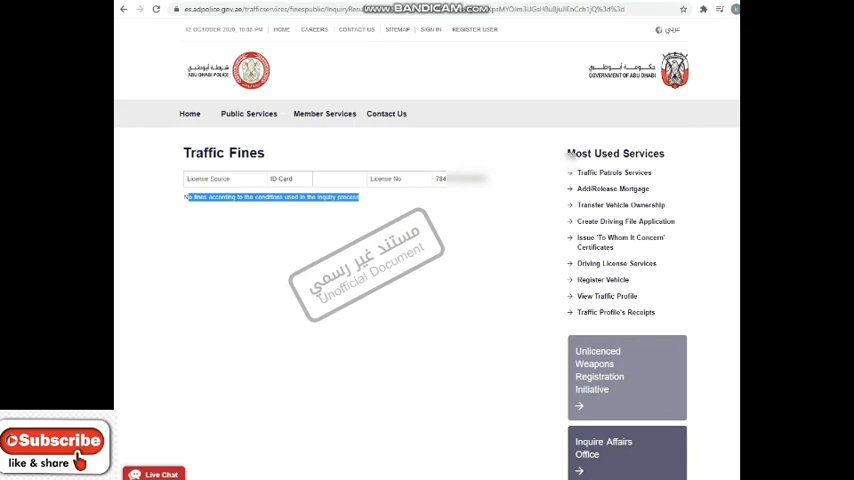 WWW.BANDICAM.COM
12 OCTOBER 2020, 10:00 PM HOME CAREERS CONTACT US SITEMAP SIGN IN REGISTER USER عربي
شرطة أبوظبي
ABU DHABI POLICE
حكومة أبوظبي
GOVERNMENT OF ABU DHABI
Home Public Services Member Services Contact Us
Traffic Fines
License Source ID Card License No 784
No fines according to the conditions used in the inquiry process
مستند غير رسمي
Unofficial Document
Most Used Services
Traffic Patrols Services
Add/Release Mortgage
Transfer Vehicle Ownership
Create Driving File Application
Issue 'To Whom It Concern'
Certificates
Driving License Services
Register Vehicle
View Traffic Profile
Traffic Profile's Receipts
Unlicenced
Weapons
Registration
Initiative
Inquire Affairs
Office
Subscribe
like & share
Live Chat